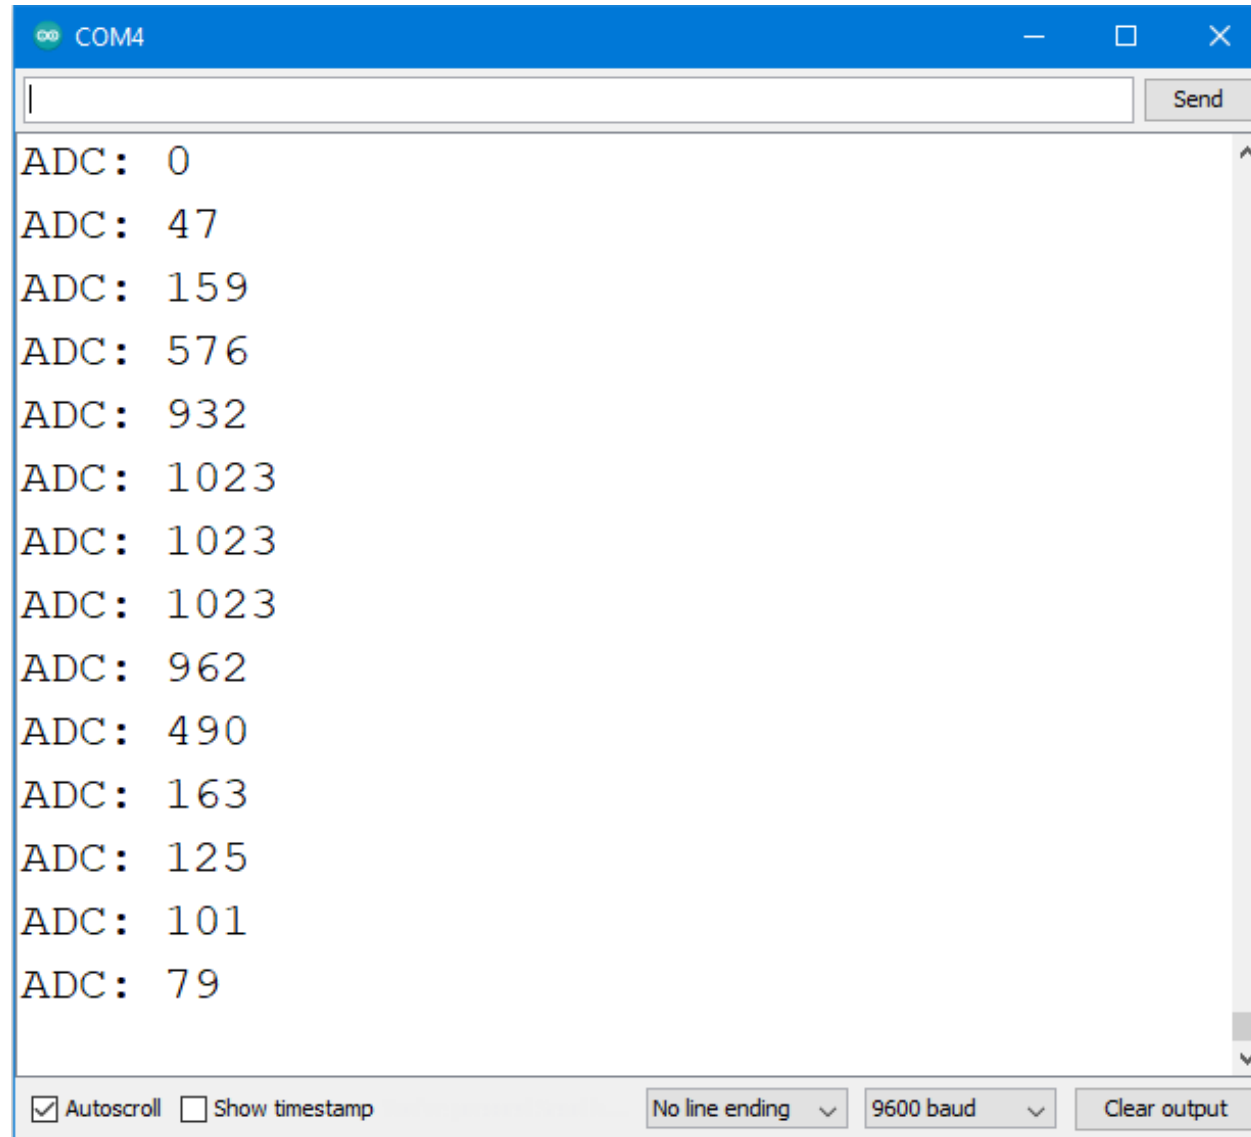 COM4
Send
ADC: 0
ADC: 47
ADC: 159
ADC: 576
ADC: 932
ADC: 1023
ADC: 1023
ADC: 1023
ADC: 962
ADC: 490
ADC: 163
ADC: 125
ADC: 101
ADC: 79
Autoscroll Show timestamp No line ending 9600 baud Clear output